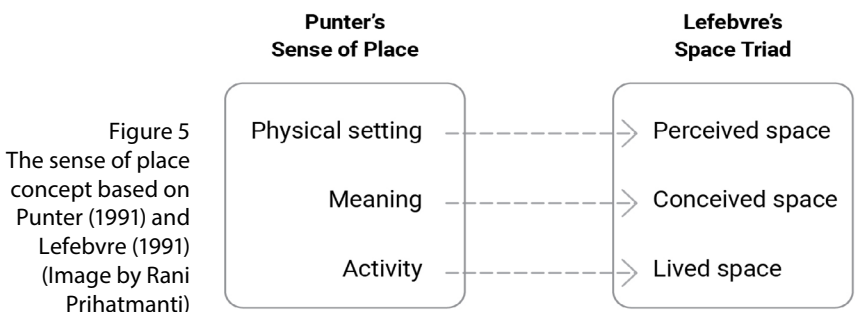 Punter's
Sense of Place
Lefebvre's
Space Triad
Figure 5
The sense of place
concept based on
Punter (1991) and
Lefebvre (1991)
(Image by Rani
Prihatmanti)
Physical setting
Perceived space
Meaning
Conceived space
Activity
Lived space